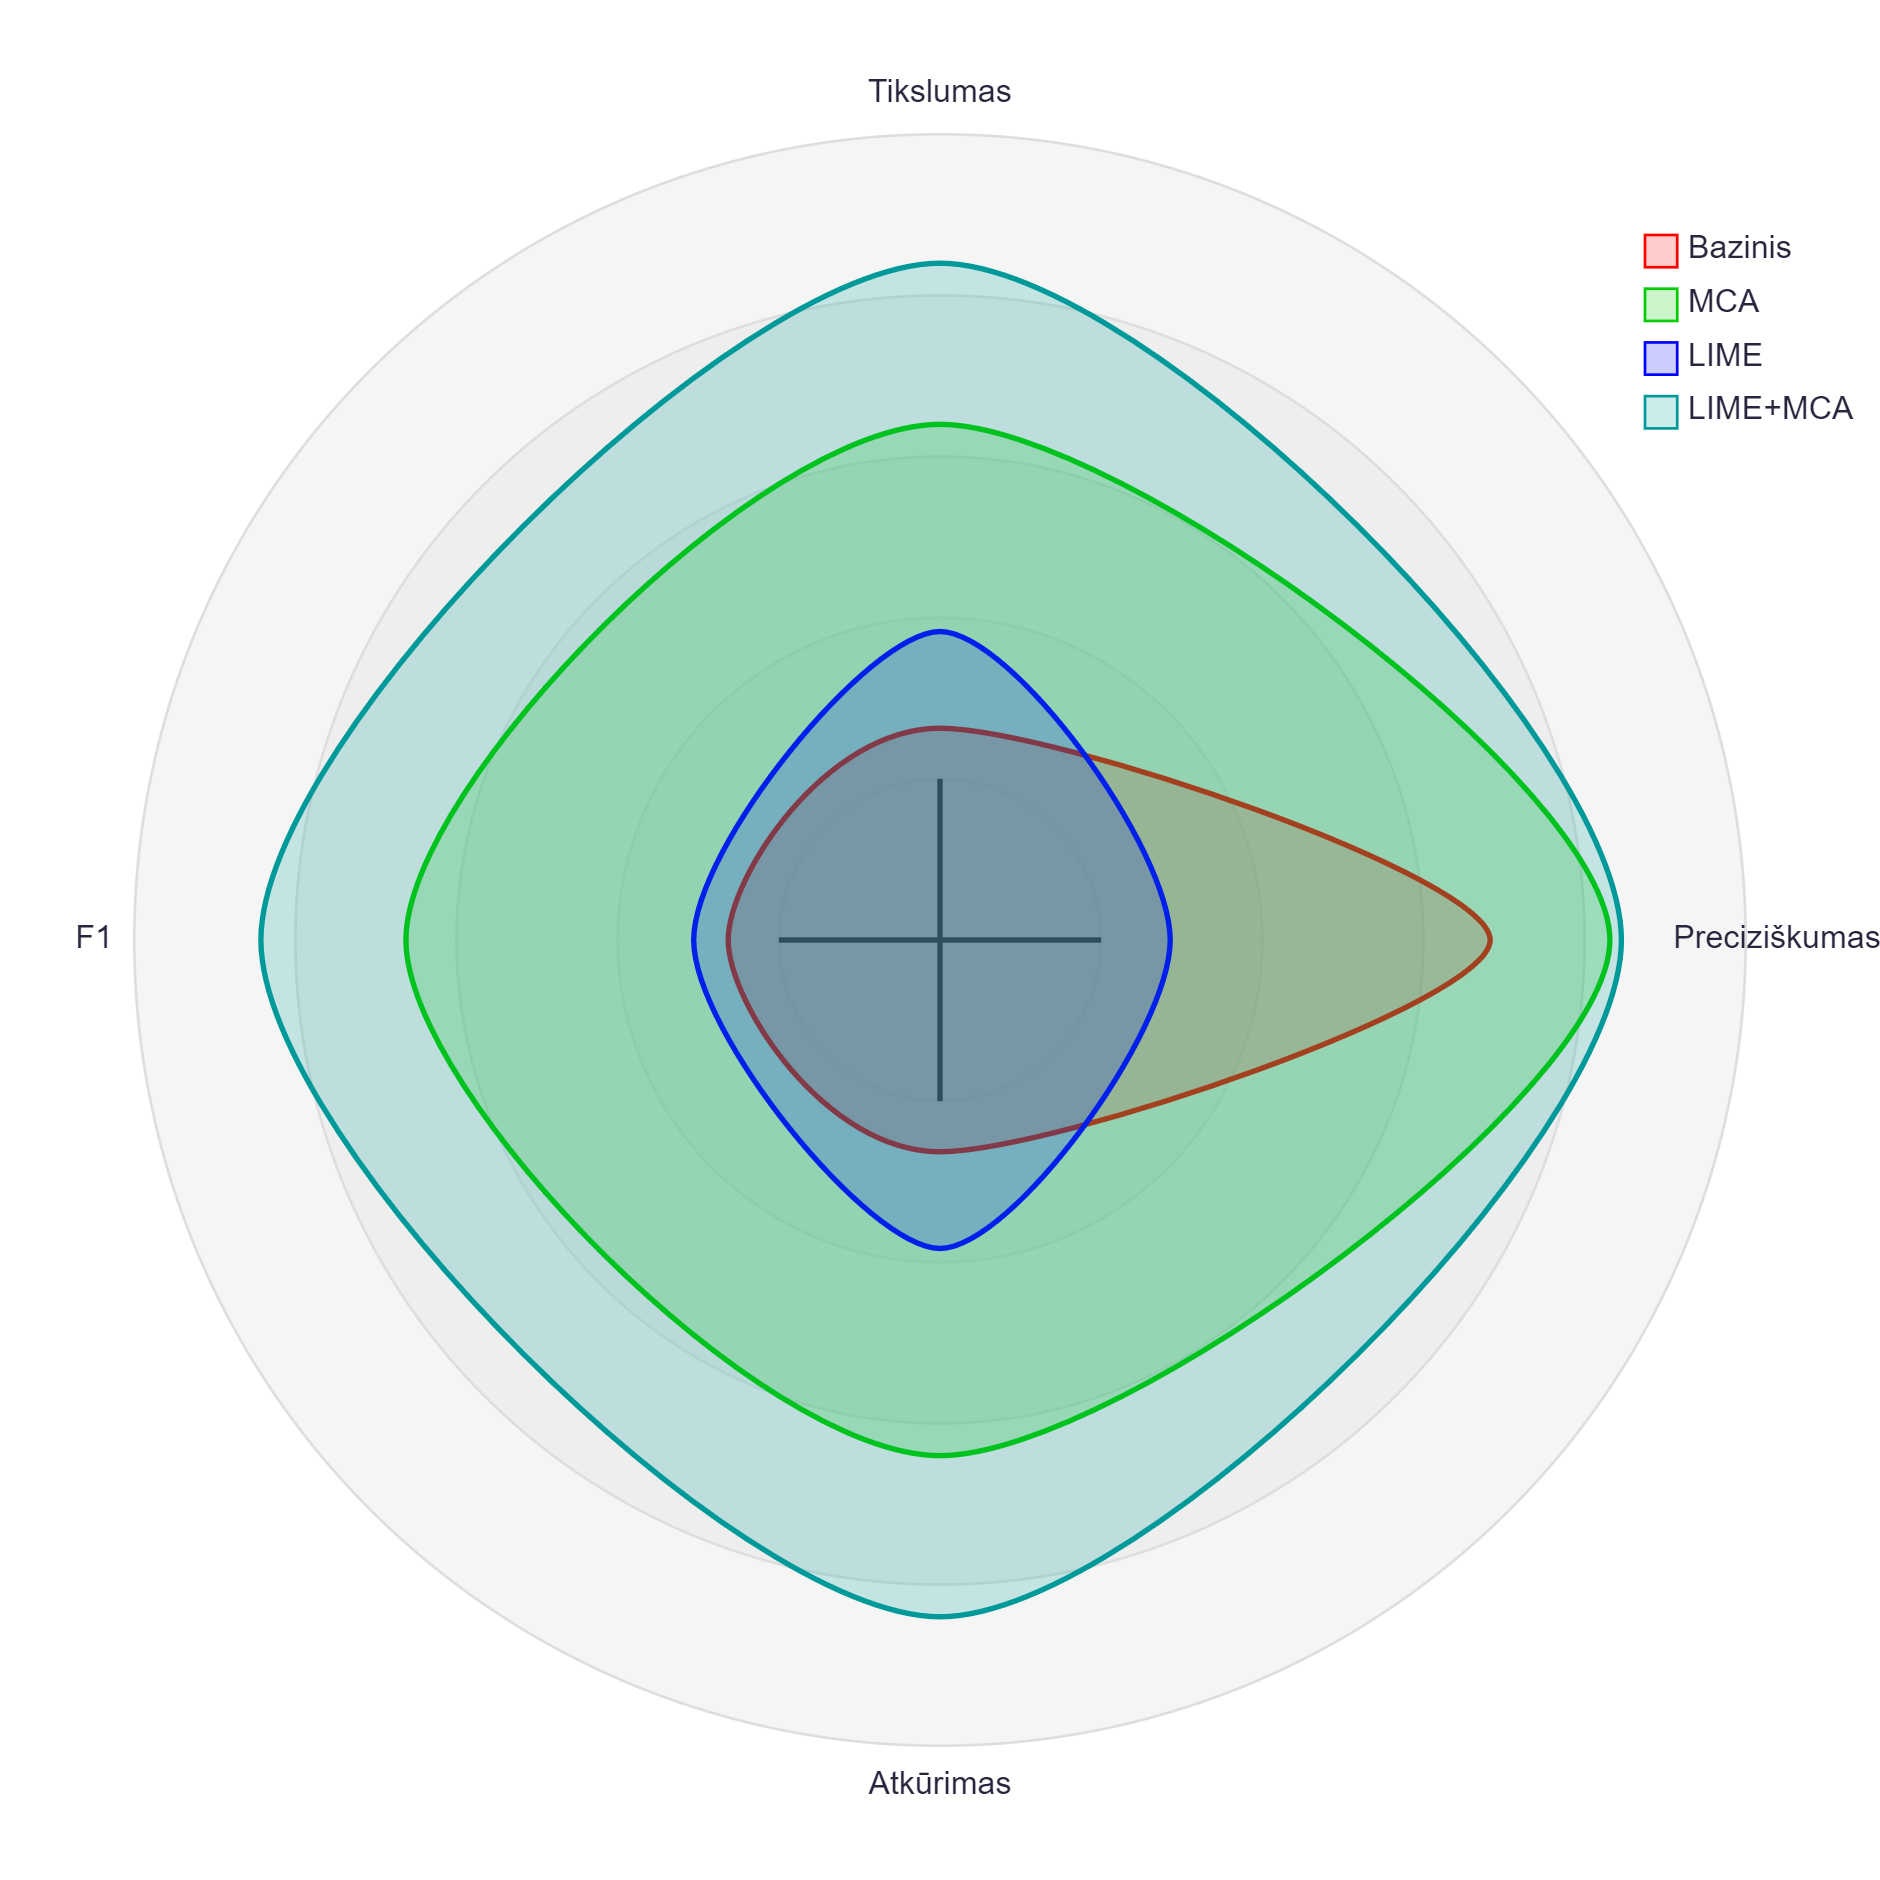 Tikslumas
Bazinis
MCA
LIME
LIME+MCA
F1
Preciziškumas
Atkūrimas